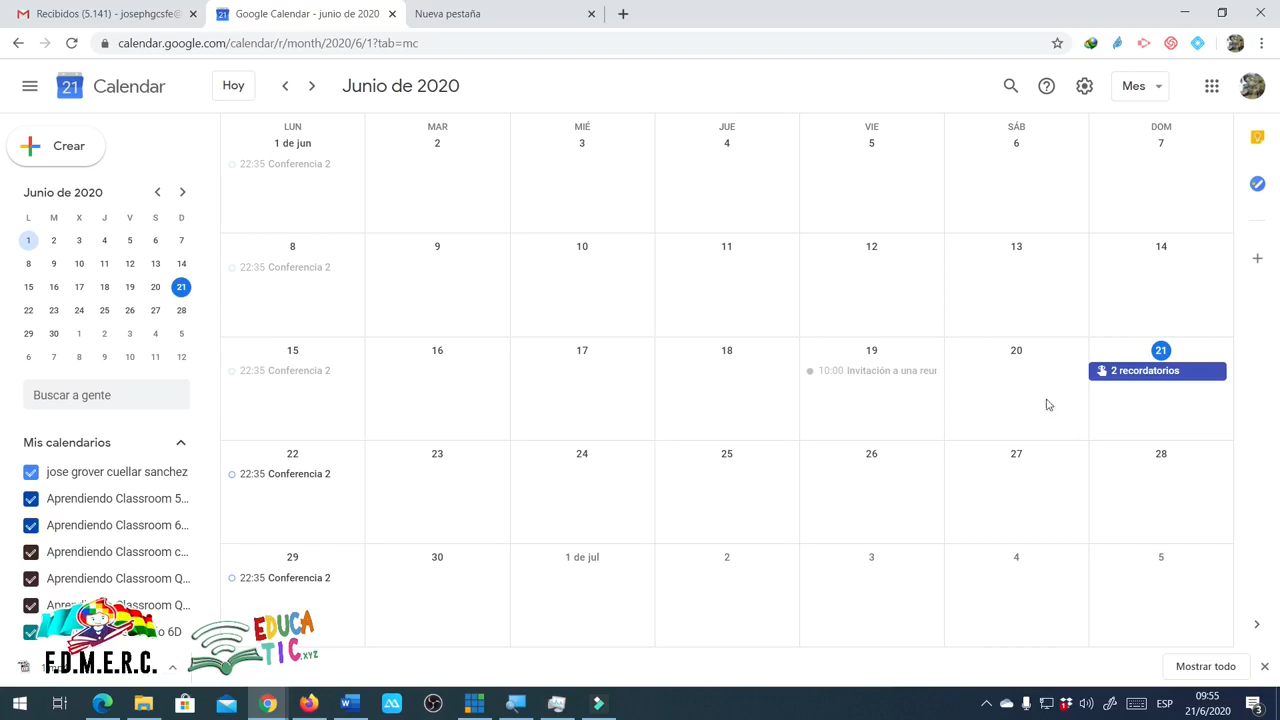 Recibidos (5.141) - josephgcsfe@
Google Calendar - junio de 2020
Nueva pestaña
calendar.google.com/calendar/r/month/2020/6/1?tab=mc
21
Calendar
Hoy
Junio de 2020
Mes
Crear
Junio de 2020
L M X J V S D
1 2 3 4 5 6 7
8 9 10 11 12 13 14
15 16 17 18 19 20 21
22 23 24 25 26 27 28
29 30 1 2 3 4 5
6 7 8 9 10 11 12
Buscar a gente
Mis calendarios
jose grover cuellar sanchez
Aprendiendo Classroom 5...
Aprendiendo Classroom 6...
Aprendiendo Classroom c...
Aprendiendo Classroom Q...
Classroom Q...
6D
LUN MAR MIÉ JUE VIE SÁB DOM
1 de jun 2 3 4 5 6 7
22:35 Conferencia 2
8 9 10 11 12 13 14
22:35 Conferencia 2
15 16 17 18 19 20 21
22:35 Conferencia 2
10:00 Invitación a una reur
2 recordatorios
22 23 24 25 26 27 28
22:35 Conferencia 2
29 30 1 de jul 2 3 4 5
22:35 Conferencia 2
F.D.M.E.R.C.
EDUCA
TIC.XYZ
Mostrar todo
ESP
09:55
21/6/2020
3